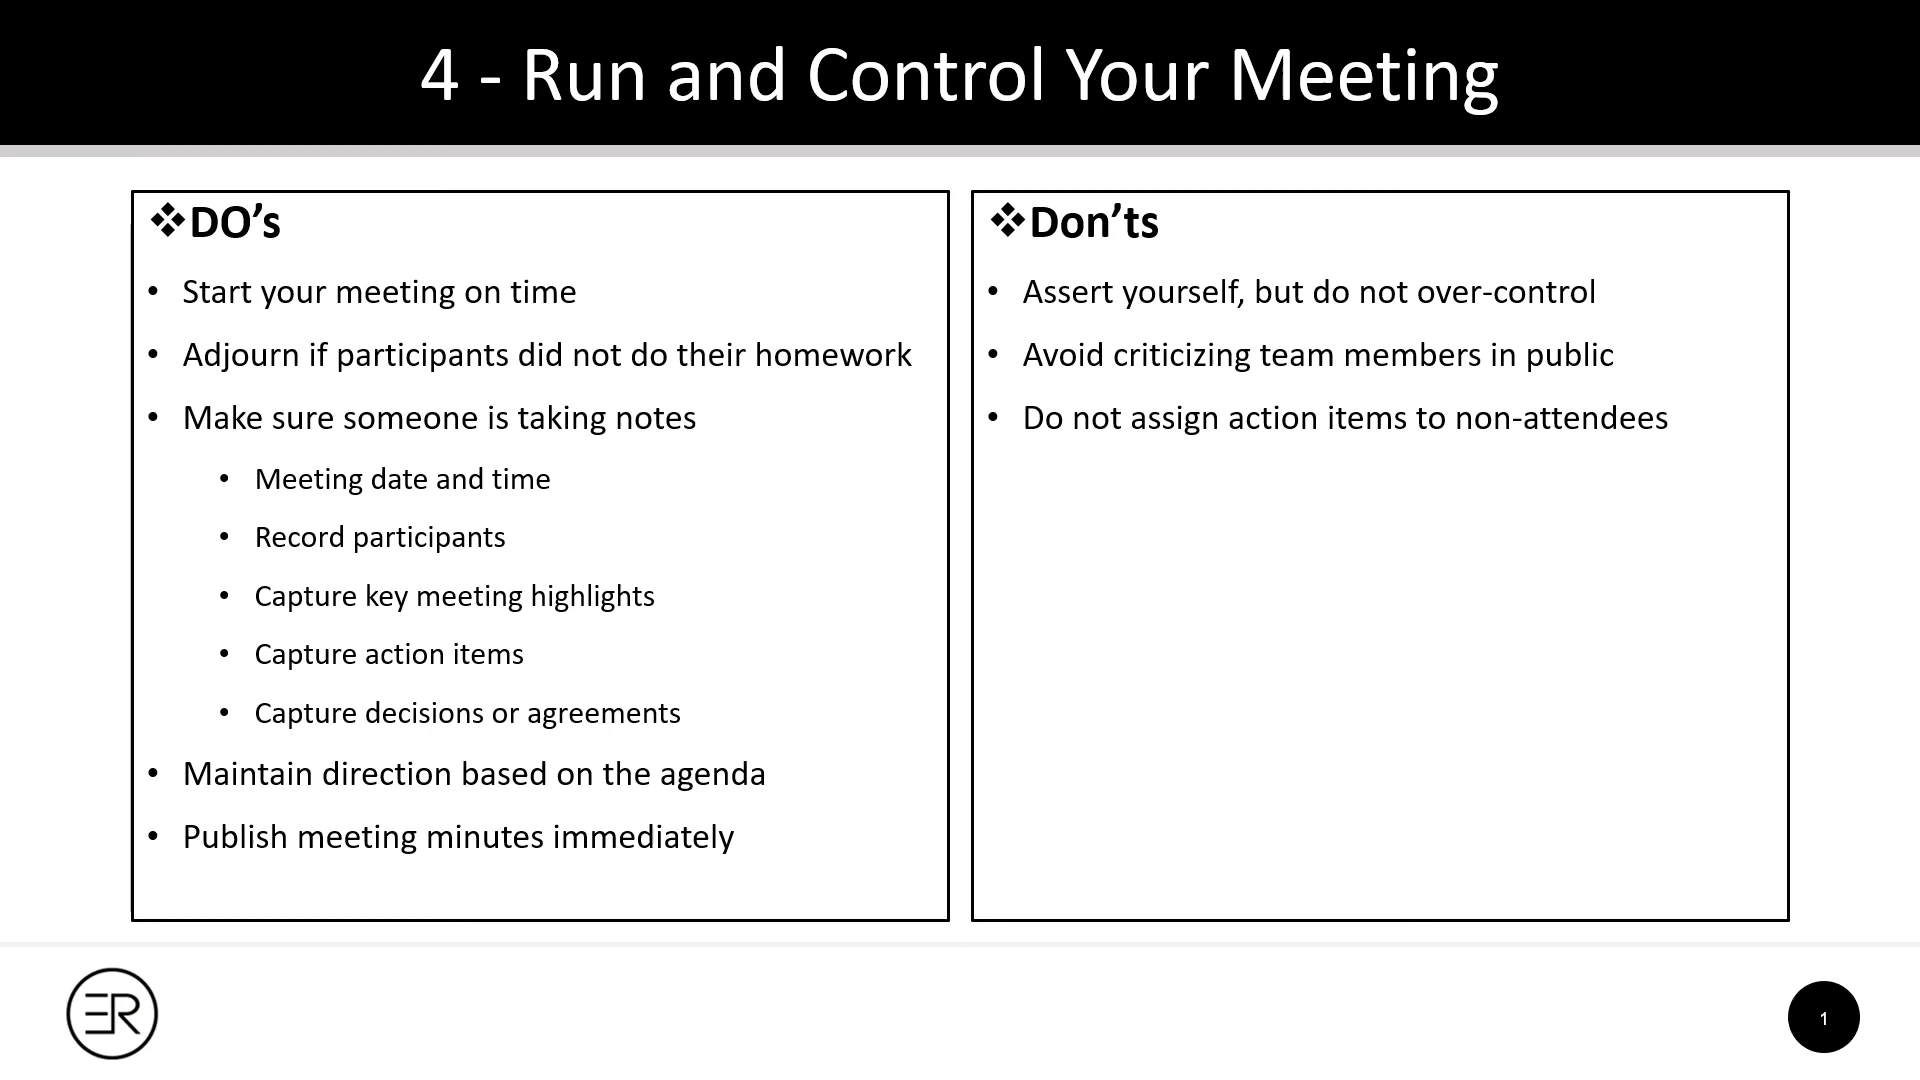 4 - Run and Control Your Meeting
❖DO’s
• Start your meeting on time
• Adjourn if participants did not do their homework
• Make sure someone is taking notes
• Meeting date and time
• Record participants
• Capture key meeting highlights
• Capture action items
• Capture decisions or agreements
• Maintain direction based on the agenda
• Publish meeting minutes immediately
❖Don’ts
• Assert yourself, but do not over-control
• Avoid criticizing team members in public
• Do not assign action items to non-attendees
ER
1